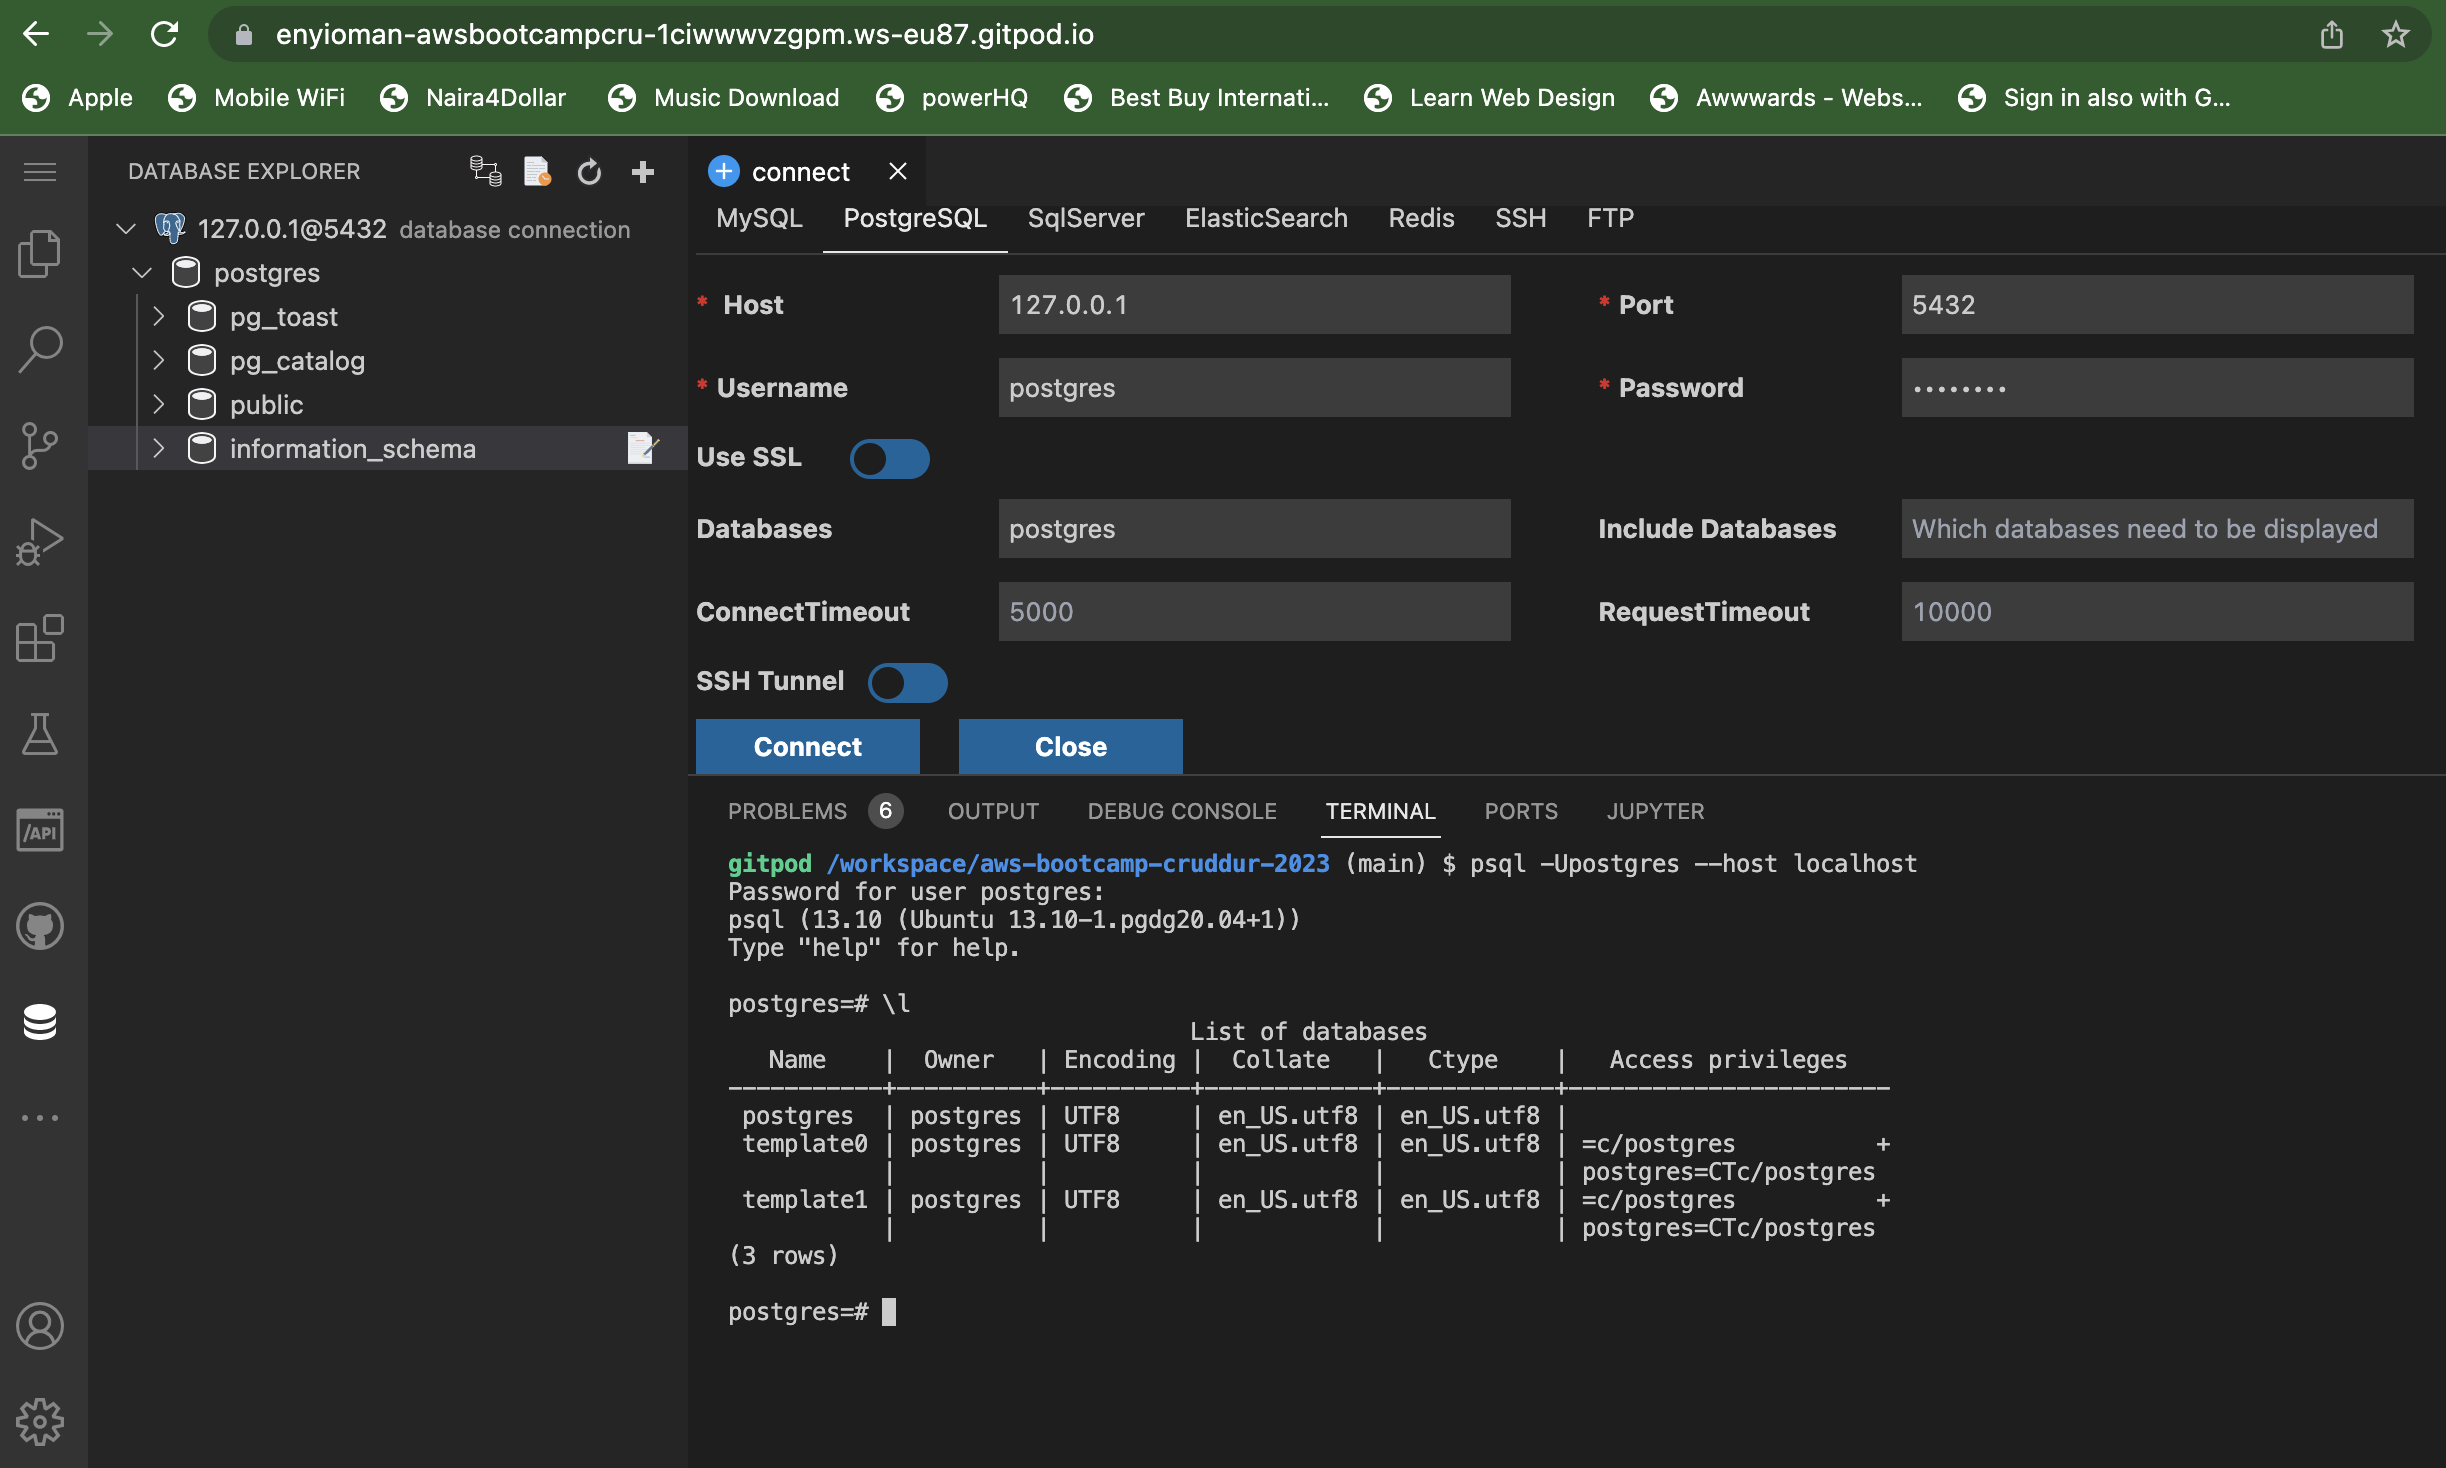 enyioman-awsbootcampcru-1ciwwwvzgpm.ws-eu87.gitpod.io
Apple Mobile WiFi Naira4Dollar Music Download powerHQ Best Buy Internati... Learn Web Design Awwwards - Webs... Sign in also with G...
DATABASE EXPLORER
127.0.0.1@5432 database connection
postgres
pg_toast
pg_catalog
public
information_schema
/API
connect
MySQL PostgreSQL SqlServer ElasticSearch Redis SSH FTP
* Host 127.0.0.1 * Port 5432
* Username postgres * Password ••••••••
Use SSL
Databases postgres Include Databases Which databases need to be displayed
ConnectTimeout 5000 RequestTimeout 10000
SSH Tunnel
Connect Close
PROBLEMS 6 OUTPUT DEBUG CONSOLE TERMINAL PORTS JUPYTER
gitpod /workspace/aws-bootcamp-cruddur-2023 (main) $ psql -Upostgres --host localhost
Password for user postgres:
psql (13.10 (Ubuntu 13.10-1.pgdg20.04+1))
Type "help" for help.
postgres=# \l
List of databases
Name | Owner | Encoding | Collate | Ctype | Access privileges
-----------+----------+----------+------------+------------+-----------------------
postgres | postgres | UTF8 | en_US.utf8 | en_US.utf8 |
template0 | postgres | UTF8 | en_US.utf8 | en_US.utf8 | =c/postgres +
| | | | | postgres=CTc/postgres
template1 | postgres | UTF8 | en_US.utf8 | en_US.utf8 | =c/postgres +
| | | | | postgres=CTc/postgres
(3 rows)
postgres=#